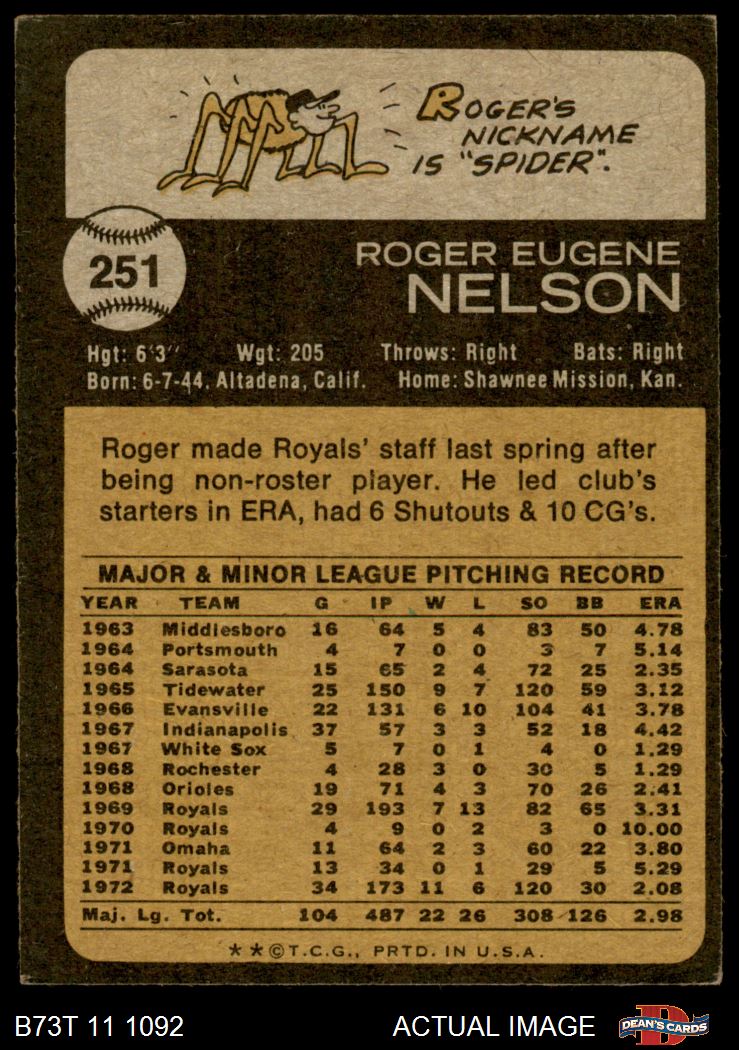 ROGER'S
NICKNAME
IS "SPIDER".
251
ROGER EUGENE
NELSON
Hgt: 6'3" Wgt: 205 Throws: Right Bats: Right
Born: 6-7-44, Altadena, Calif. Home: Shawnee Mission, Kan.
Roger made Royals' staff last spring after
being non-roster player. He led club's
starters in ERA, had 6 Shutouts & 10 CG's.
MAJOR & MINOR LEAGUE PITCHING RECORD
YEAR TEAM G IP W L SO BB ERA
1963 Middlesboro 16 64 5 4 83 50 4.78
1964 Portsmouth 4 7 0 0 3 7 5.14
1964 Sarasota 15 65 2 4 72 25 2.35
1965 Tidewater 25 150 9 7 120 59 3.12
1966 Evansville 22 131 6 10 104 41 3.78
1967 Indianapolis 37 57 3 3 52 18 4.42
1967 White Sox 5 7 0 1 4 0 1.29
1968 Rochester 4 28 3 0 30 5 1.29
1968 Orioles 19 71 4 3 70 26 2.41
1969 Royals 29 193 7 13 82 65 3.31
1970 Royals 4 9 0 2 3 0 10.00
1971 Omaha 11 64 2 3 60 22 3.80
1971 Royals 13 34 0 1 29 5 5.29
1972 Royals 34 173 11 6 120 30 2.08
Maj. Lg. Tot. 104 487 22 26 308 126 2.98
**©T.C.G., PRTD. IN U.S.A.
B73T 11 1092 ACTUAL IMAGE D DEAN'S CARDS